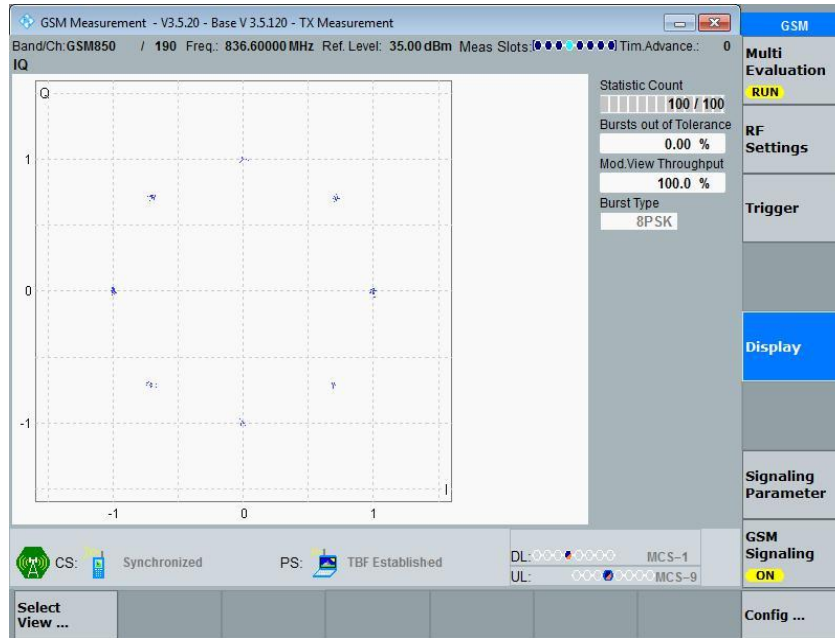 GSM Measurement - V3.5.20 - Base V 3.5.120 - TX Measurement
GSM
Band/Ch: GSM850 / 190 Freq.: 836.60000 MHz Ref. Level: 35.00 dBm Meas Slots: Tim.Advance.: 0
IQ
Multi
Evaluation
RUN
Q
Statistic Count
100 / 100
Bursts out of Tolerance
0.00 %
Mod.View Throughput
100.0 %
Burst Type
8PSK
RF
Settings
Trigger
1
0
-1
I
-1 0 1
Display
Signaling
Parameter
GSM
Signaling
ON
CS: Synchronized PS: TBF Established DL: MCS-1
UL: MCS-9
Select
View ...
Config ...